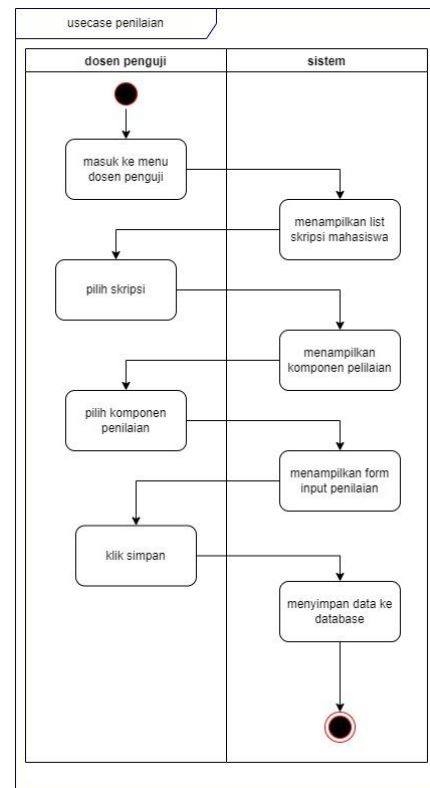 usecase penilaian
dosen penguji
sistem
masuk ke menu
dosen penguji
menampilkan list
skripsi mahasiswa
pilih skripsi
menampilkan
komponen pelilaian
pilih komponen
penilaian
menampilkan form
input penilaian
klik simpan
menyimpan data ke
database